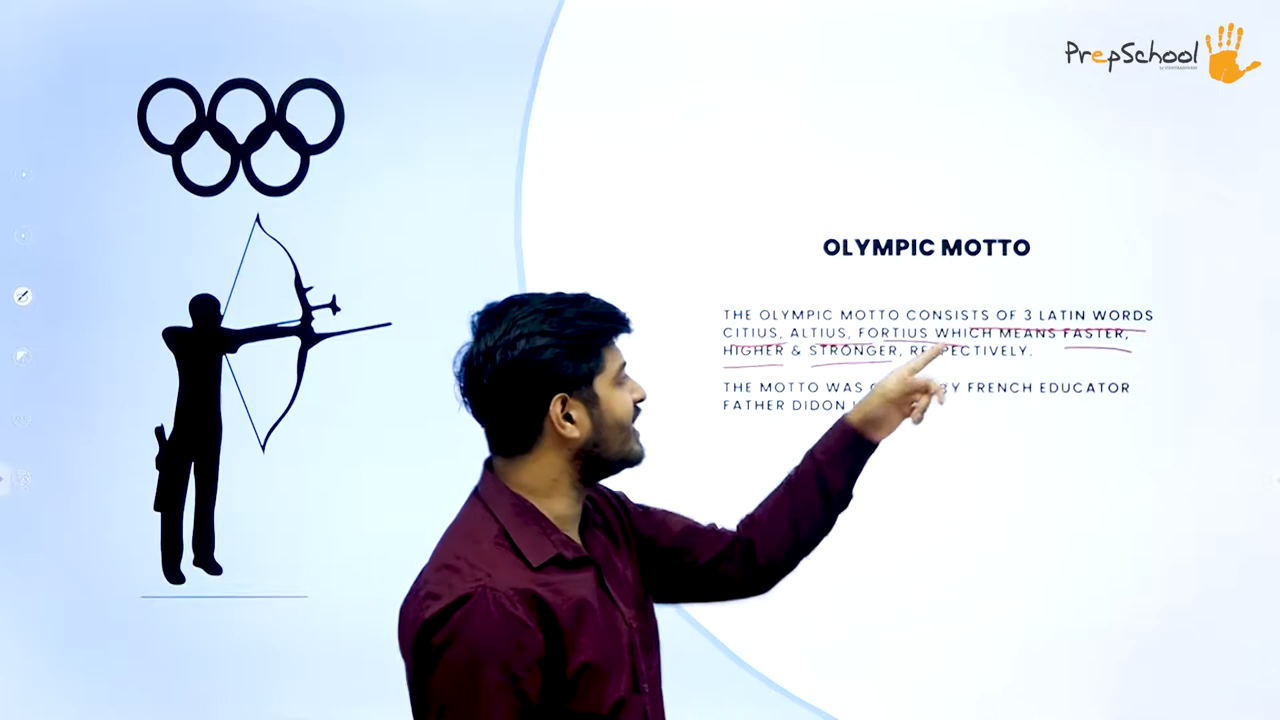 PrepSchool
OLYMPIC MOTTO
THE OLYMPIC MOTTO CONSISTS OF 3 LATIN WORDS
CITIUS, ALTIUS, FORTIUS WHICH MEANS FASTER,
HIGHER & STRONGER, RESPECTIVELY.
THE MOTTO WAS BY FRENCH EDUCATOR
FATHER DIDON